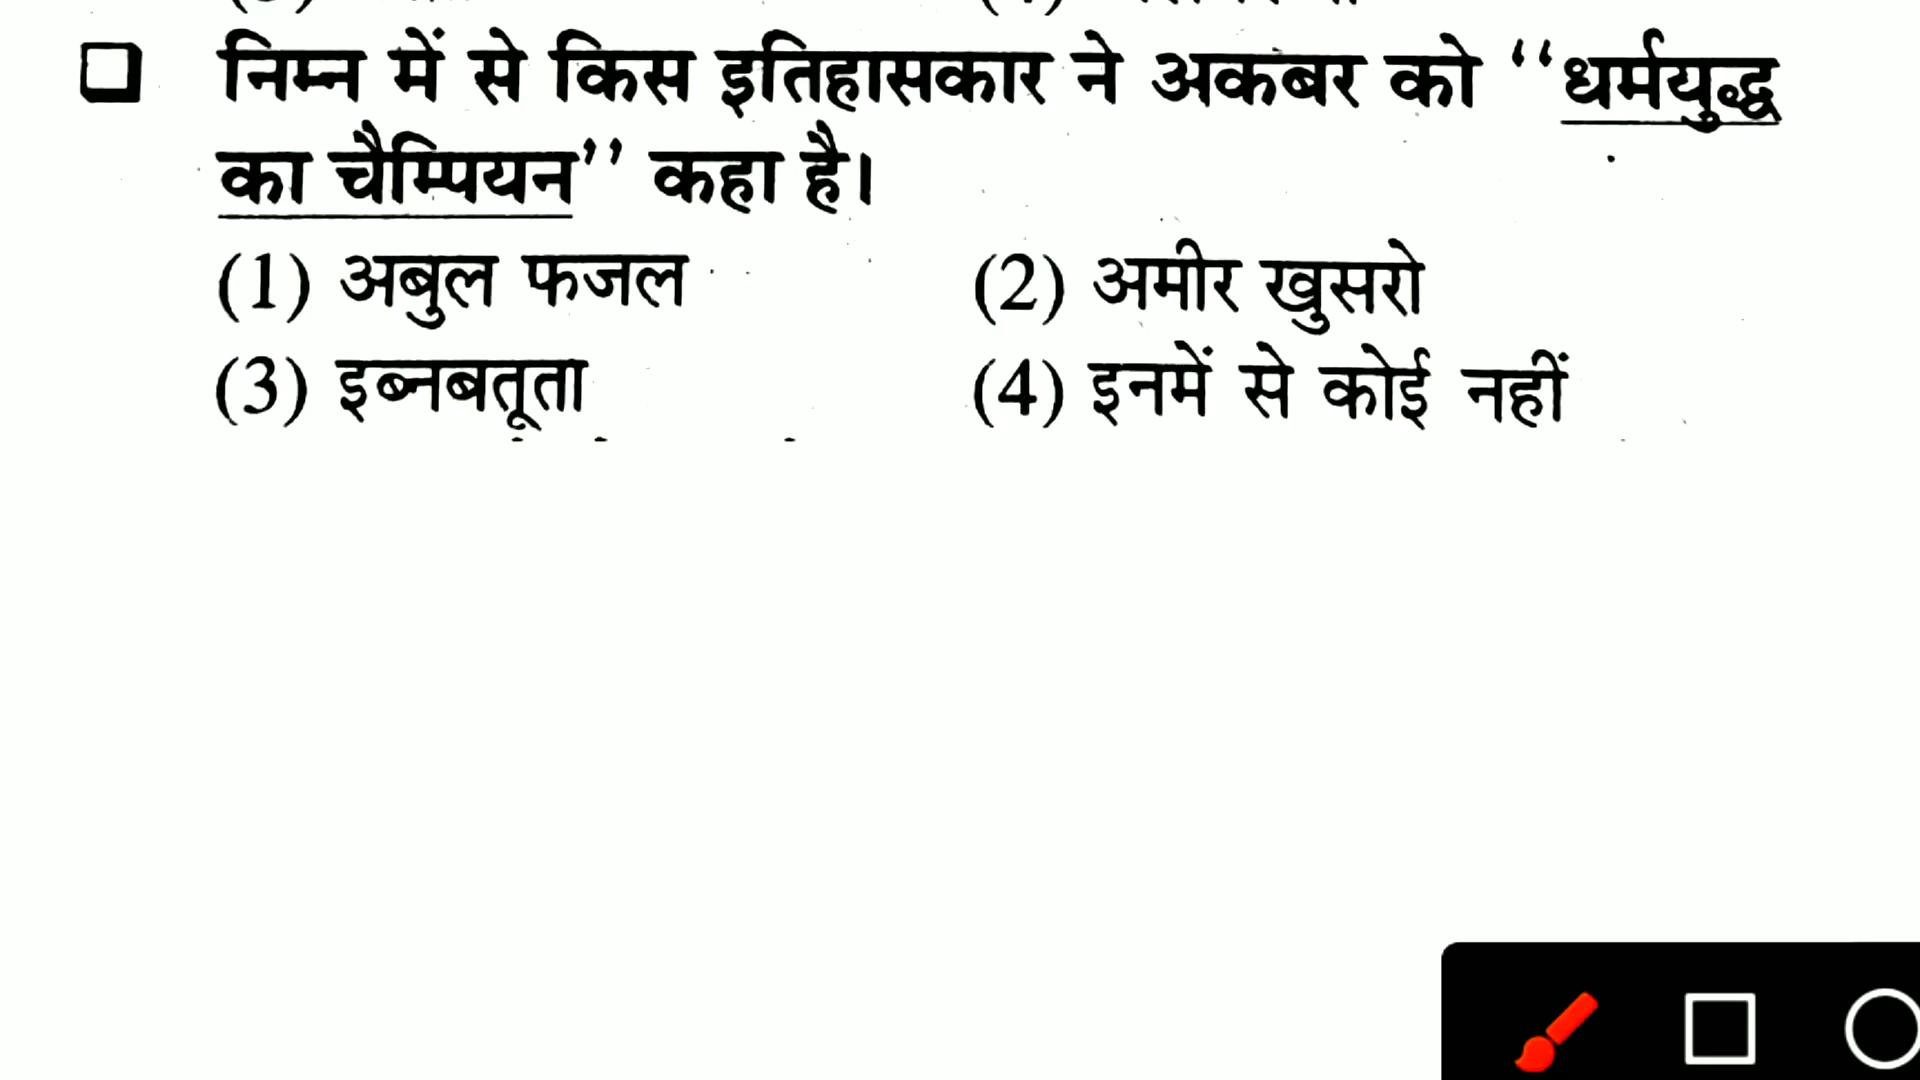 निम्न में से किस इतिहासकार ने अकबर को ‘‘धर्मयुद्ध
का चैम्पियन’’ कहा है।
(1) अबुल फजल (2) अमीर खुसरो
(3) इब्नबतूता (4) इनमें से कोई नहीं